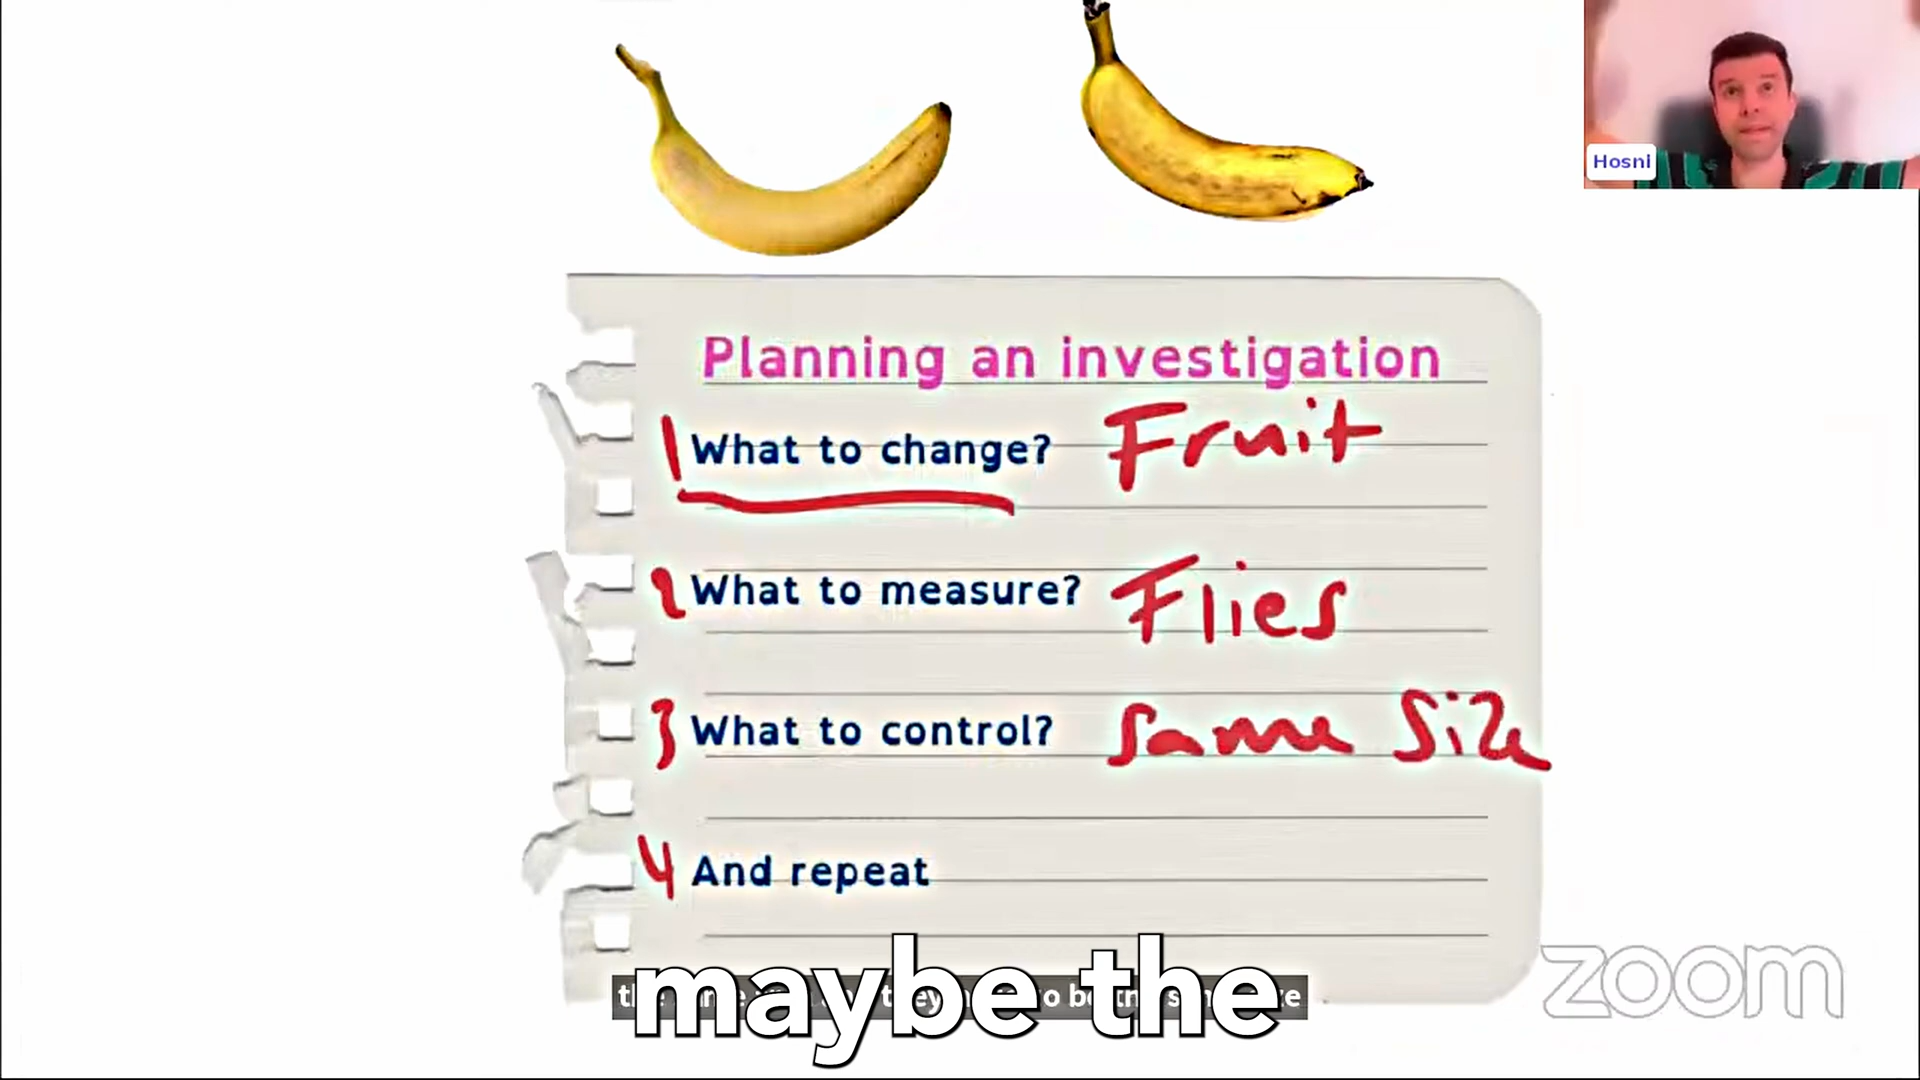 Hosni
Planning an investigation
1 What to change? Fruit
2 What to measure? Flies
3 What to control? Same Size
4 And repeat
maybe the
zoom